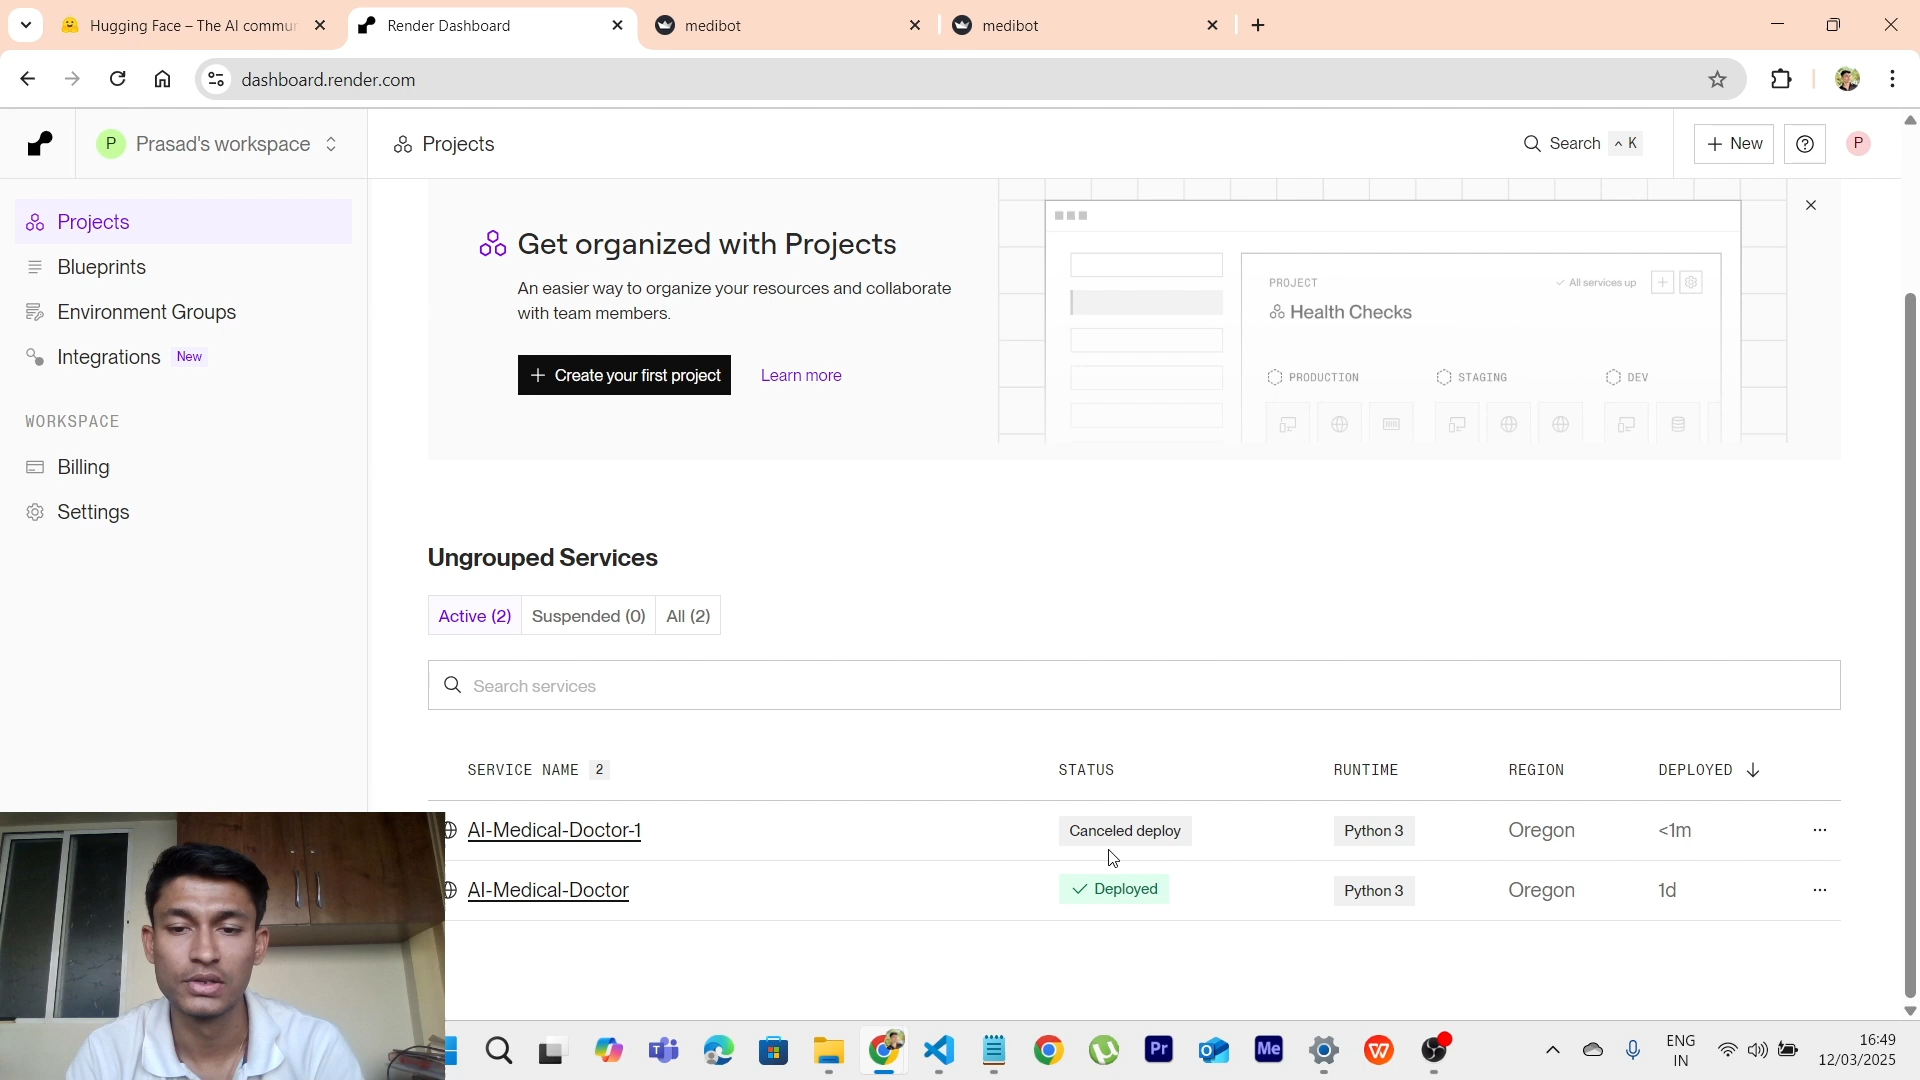 Hugging Face – The AI commu
Render Dashboard
medibot
medibot
dashboard.render.com
P
Prasad's workspace
Projects
Search
K
+ New
P
Projects
Blueprints
Environment Groups
Integrations New
WORKSPACE
Billing
Settings
Get organized with Projects
An easier way to organize your resources and collaborate
with team members.
+ Create your first project
Learn more
PROJECT
✓ All services up
Health Checks
PRODUCTION
STAGING
DEV
Ungrouped Services
Active (2)
Suspended (0)
All (2)
Search services
SERVICE NAME 2
STATUS
RUNTIME
REGION
DEPLOYED ↓
AI-Medical-Doctor-1
Canceled deploy
Python 3
Oregon
<1m
AI-Medical-Doctor
✓ Deployed
Python 3
Oregon
1d
Pr
Me
ENG
IN
16:49
12/03/2025